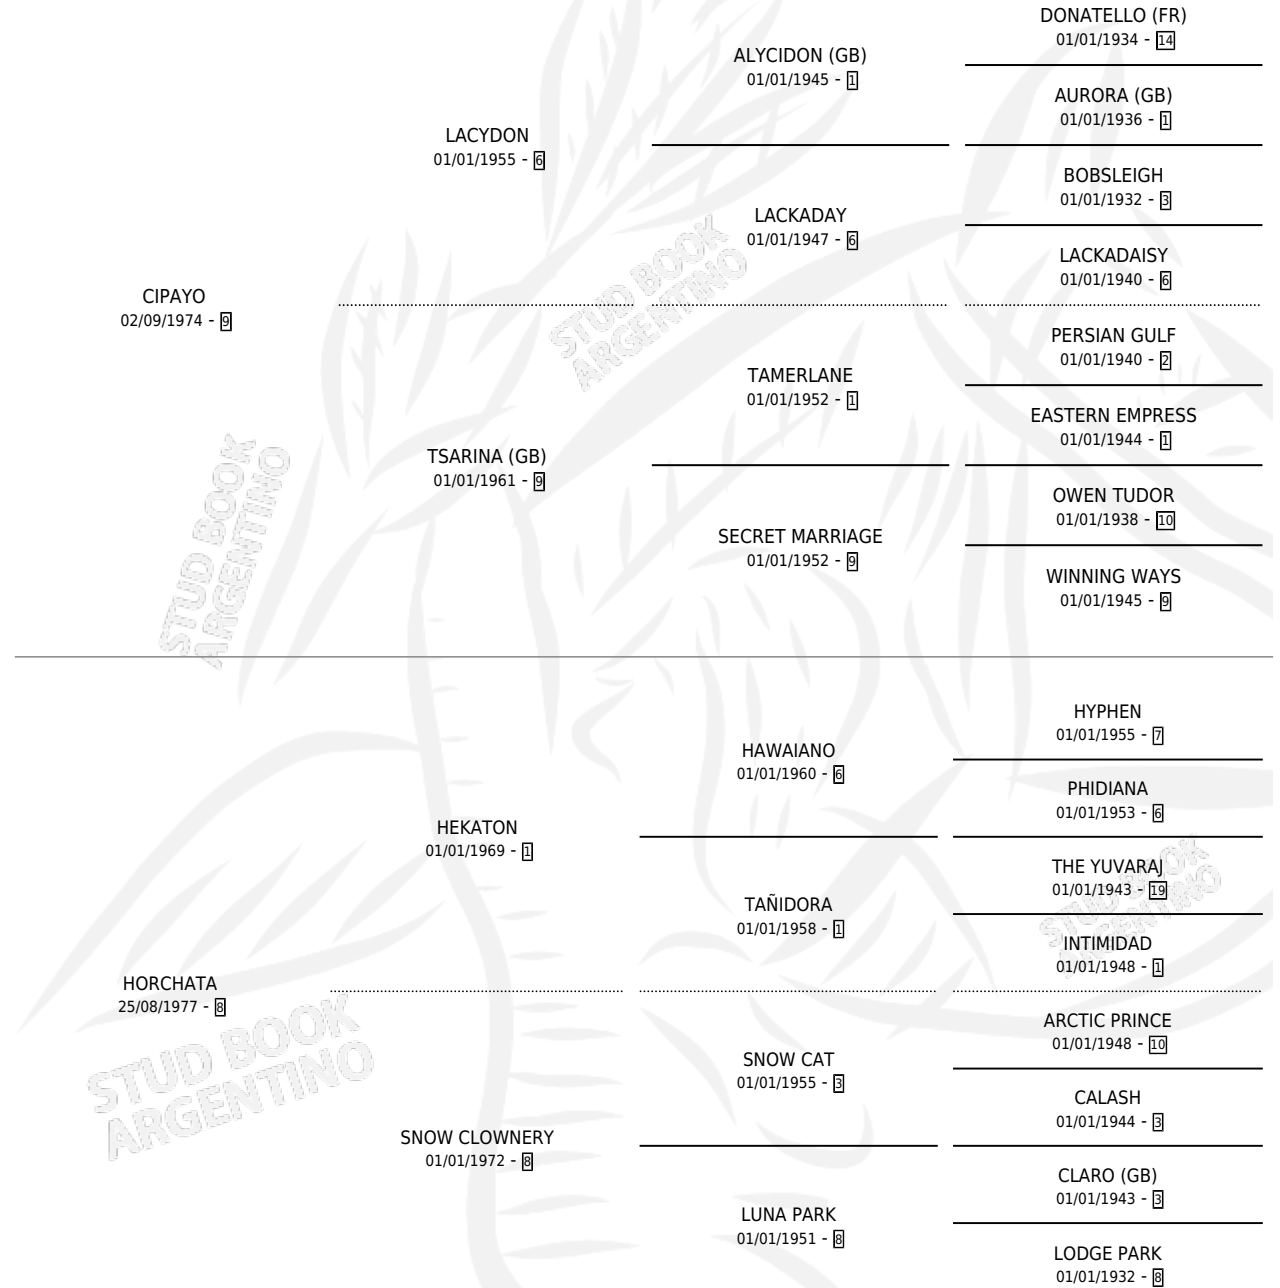 DONATELLO (FR)
01/01/1934 - 14
ALYCIDON (GB)
01/01/1945 - 1
AURORA (GB)
01/01/1936 - 1
LACYDON
01/01/1955 - 6
BOBSLEIGH
01/01/1932 - 3
LACKADAY
01/01/1947 - 6
LACKADAISY
01/01/1940 - 6
CIPAYO
02/09/1974 - 9
PERSIAN GULF
01/01/1940 - 2
TAMERLANE
01/01/1952 - 1
EASTERN EMPRESS
01/01/1944 - 1
TSARINA (GB)
01/01/1961 - 9
OWEN TUDOR
01/01/1938 - 10
SECRET MARRIAGE
01/01/1952 - 9
WINNING WAYS
01/01/1945 - 9
STUD BOOK
ARGENTINO
STUD BOOK
ARGENTINO
HYPHEN
01/01/1955 - 7
HAWAIANO
01/01/1960 - 6
PHIDIANA
01/01/1953 - 6
HEKATON
01/01/1969 - 1
THE YUVARAJ
01/01/1943 - 19
TAÑIDORA
01/01/1958 - 1
INTIMIDAD
01/01/1948 - 1
HORCHATA
25/08/1977 - 8
ARCTIC PRINCE
01/01/1948 - 10
SNOW CAT
01/01/1955 - 3
CALASH
01/01/1944 - 3
SNOW CLOWNERY
01/01/1972 - 8
CLARO (GB)
01/01/1943 - 3
LUNA PARK
01/01/1951 - 8
LODGE PARK
01/01/1932 - 8
STUD BOOK
ARGENTINO
STUD BOOK
ARGENTINO